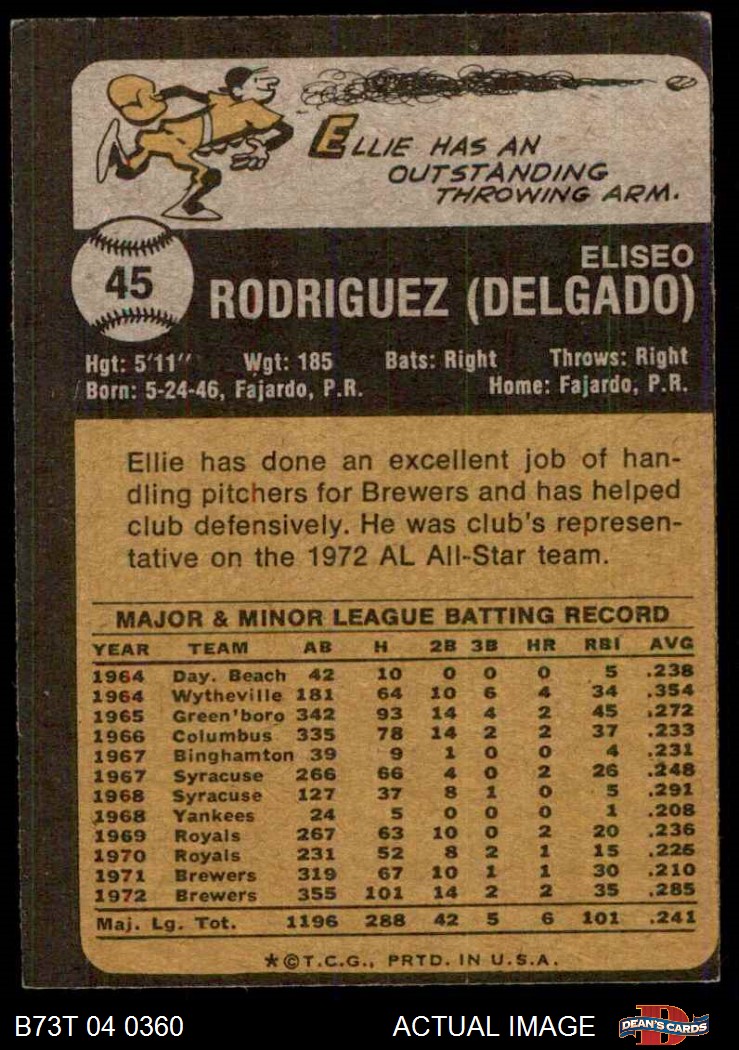 ELLIE HAS AN
OUTSTANDING
THROWING ARM.
45
ELISEO
RODRIGUEZ (DELGADO)
Hgt: 5'11" Wgt: 185 Bats: Right Throws: Right
Born: 5-24-46, Fajardo, P.R. Home: Fajardo, P.R.
Ellie has done an excellent job of han-
dling pitchers for Brewers and has helped
club defensively. He was club's represen-
tative on the 1972 AL All-Star team.
MAJOR & MINOR LEAGUE BATTING RECORD
YEAR TEAM AB H 2B 3B HR RBI AVG
1964 Day. Beach 42 10 0 0 0 5 .238
1964 Wytheville 181 64 10 6 4 34 .354
1965 Green'boro 342 93 14 4 2 45 .272
1966 Columbus 335 78 14 2 2 37 .233
1967 Binghamton 39 9 1 0 0 4 .231
1967 Syracuse 266 66 4 0 2 26 .248
1968 Syracuse 127 37 8 1 0 5 .291
1968 Yankees 24 5 0 0 0 1 .208
1969 Royals 267 63 10 0 2 20 .236
1970 Royals 231 52 8 2 1 15 .225
1971 Brewers 319 67 10 1 1 30 .210
1972 Brewers 355 101 14 2 2 35 .285
Maj. Lg. Tot. 1196 288 42 5 6 101 .241
*©T.C.G., PRTD. IN U.S.A.
B73T 04 0360 ACTUAL IMAGE D DEAN'S CARDS